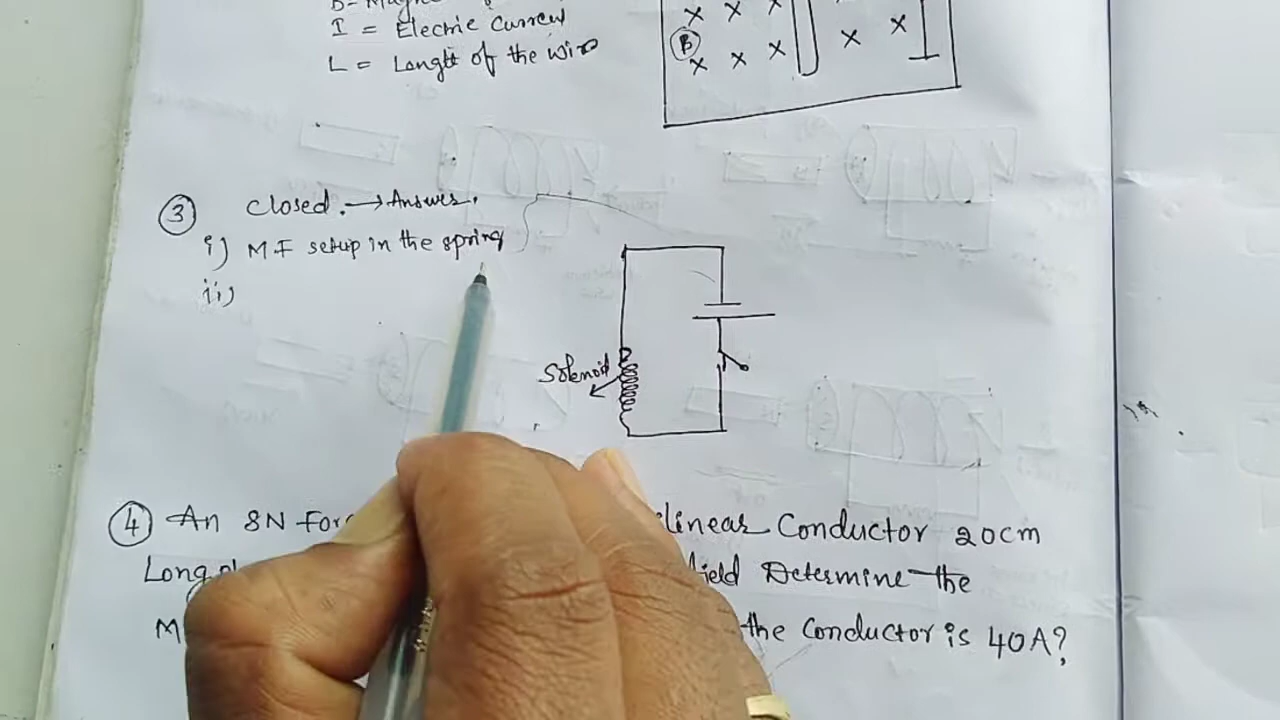 I = Electric Current
L = Length of the wire
B
③ closed. → Answer.
i) M.F setup in the spring
ii)
Solenoid
④ An 8N For linear Conductor 20cm
Long field Determine the
M the conductor is 40A?